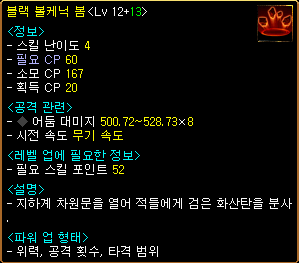 블랙 볼케닉 봄<Lv 12+13>
<정보>
- 스킬 난이도 4
- 필요 CP 60
- 소모 CP 167
- 획득 CP 20
<공격 관련>
- ◆ 어둠 대미지 500.72~528.73×8
- 시전 속도 무기 속도
<레벨 업에 필요한 정보>
- 필요 스킬 포인트 52
<설명>
- 지하계 차원문을 열어 적들에게 검은 화산탄을 분사
.
<파워 업 형태>
- 위력, 공격 횟수, 타격 범위